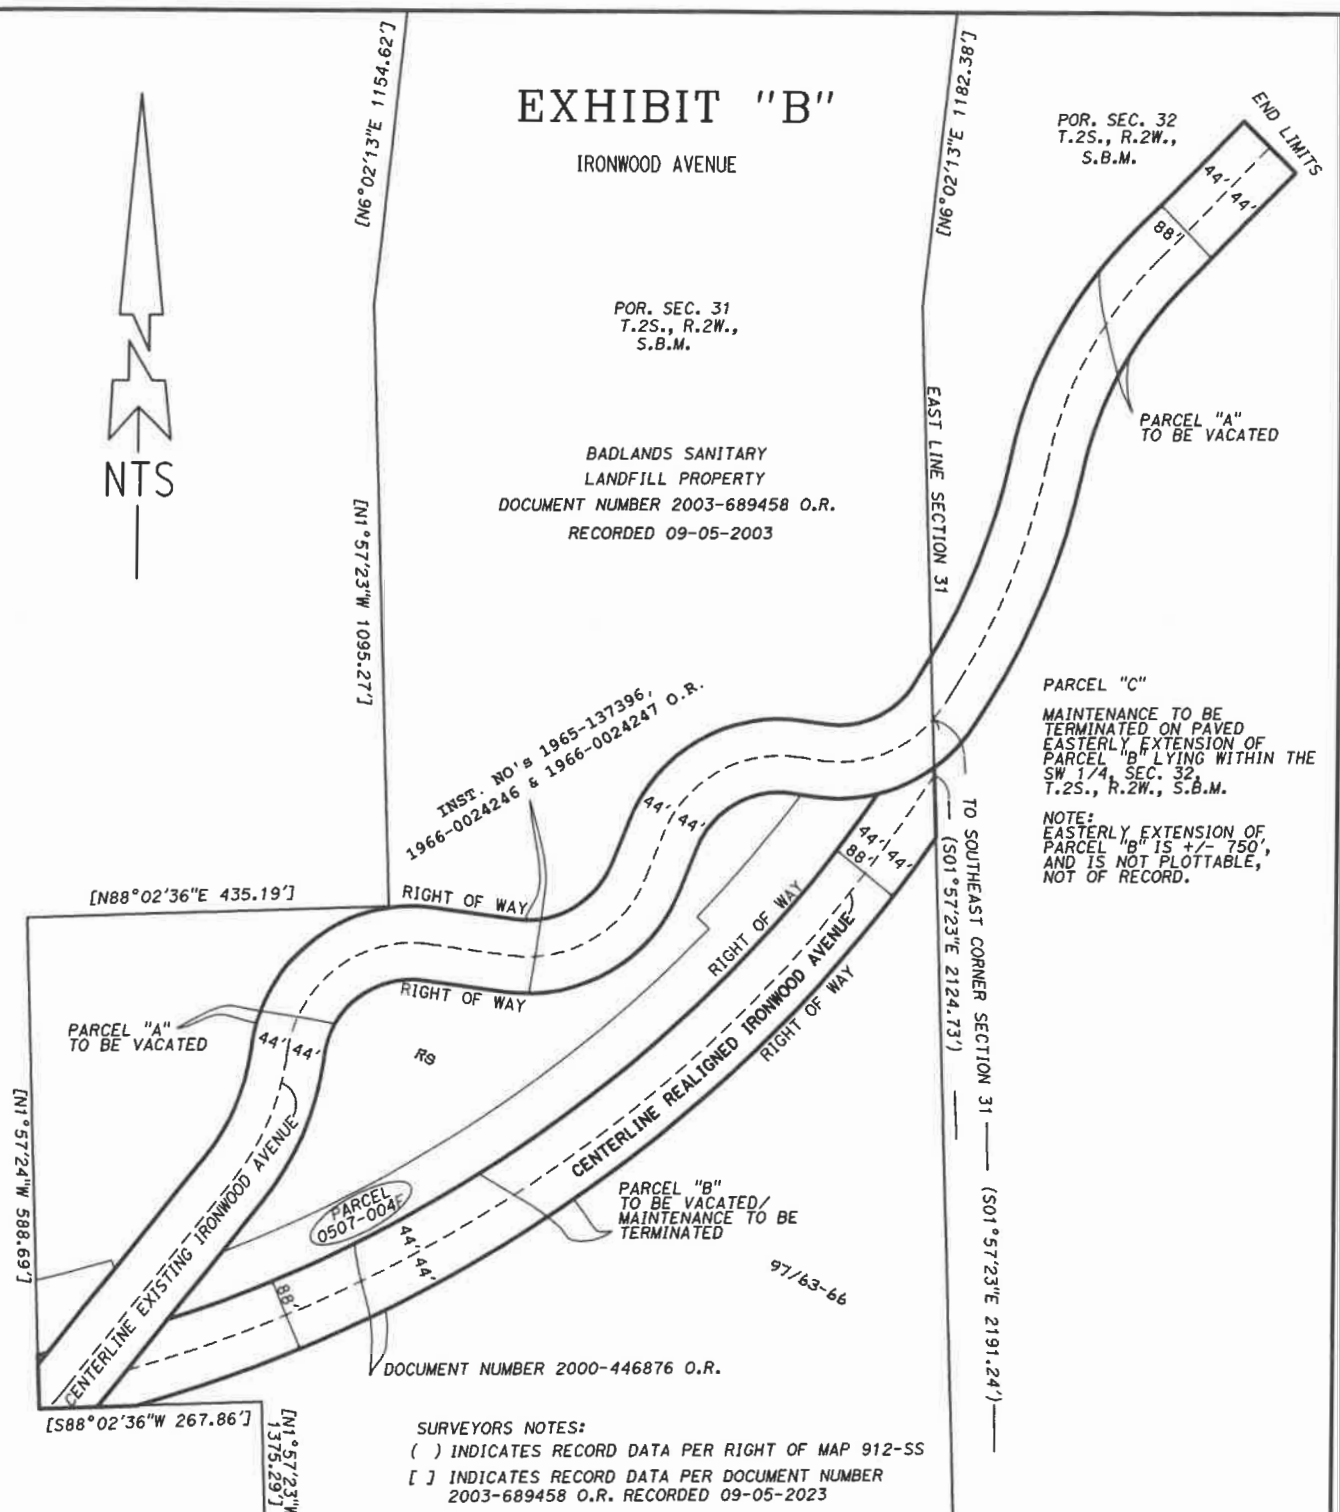 EXHIBIT "B"
IRONWOOD AVENUE
[N6°02'13"E 1154.62']
[N6°02'13"E 1182.38']
POR. SEC. 32
T.2S., R.2W.,
S.B.M.
END LIMITS
44' 44'
88'
POR. SEC. 31
T.2S., R.2W.,
S.B.M.
NTS
PARCEL "A"
TO BE VACATED
EAST LINE SECTION 31
BADLANDS SANITARY
LANDFILL PROPERTY
DOCUMENT NUMBER 2003-689458 O.R.
RECORDED 09-05-2003
[N1°57'23"W 1095.27']
INST. NO's 1965-137396,
1966-0024246 & 1966-0024247 O.R.
PARCEL "C"
MAINTENANCE TO BE
TERMINATED ON PAVED
EASTERLY EXTENSION OF
PARCEL "B" LYING WITHIN THE
SW 1/4, SEC. 32,
T.2S., R.2W., S.B.M.
NOTE:
EASTERLY EXTENSION OF
PARCEL "B" IS +/- 750',
AND IS NOT PLOTTABLE,
NOT OF RECORD.
44' 44'
44' 44'
88'
[N88°02'36"E 435.19']
RIGHT OF WAY
RIGHT OF WAY
RIGHT OF WAY
RIGHT OF WAY
CENTERLINE REALIGNED IRONWOOD AVENUE
(S01°57'23"E 2124.73')
TO SOUTHEAST CORNER SECTION 31
(S01°57'23"E 2191.24')
PARCEL "A"
TO BE VACATED
44' 44'
RS
[N1°57'24"W 588.69']
CENTERLINE EXISTING IRONWOOD AVENUE
PARCEL
0507-004F
PARCEL "B"
TO BE VACATED/
MAINTENANCE TO BE
TERMINATED
44' 44'
88'
97/63-66
DOCUMENT NUMBER 2000-446876 O.R.
[S88°02'36"W 267.86']
[N1°57'23"W
1375.29']
SURVEYORS NOTES:
( ) INDICATES RECORD DATA PER RIGHT OF MAP 912-SS
[ ] INDICATES RECORD DATA PER DOCUMENT NUMBER
2003-689458 O.R. RECORDED 09-05-2023